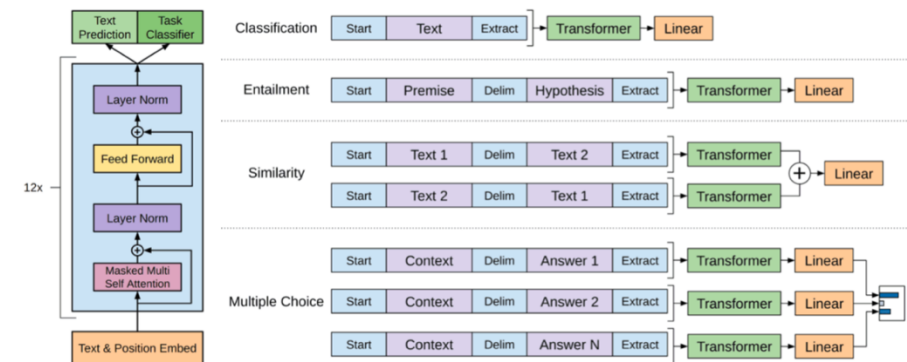 Text
Prediction
Task
Classifier
Layer Norm
Feed Forward
12x
Layer Norm
Masked Multi
Self Attention
Text & Position Embed
Classification
Start
Text
Extract
Transformer
Linear
Entailment
Start
Premise
Delim
Hypothesis
Extract
Transformer
Linear
Similarity
Start
Text 1
Delim
Text 2
Extract
Transformer
Start
Text 2
Delim
Text 1
Extract
Transformer
Linear
Multiple Choice
Start
Context
Delim
Answer 1
Extract
Transformer
Linear
Start
Context
Delim
Answer 2
Extract
Transformer
Linear
Start
Context
Delim
Answer N
Extract
Transformer
Linear